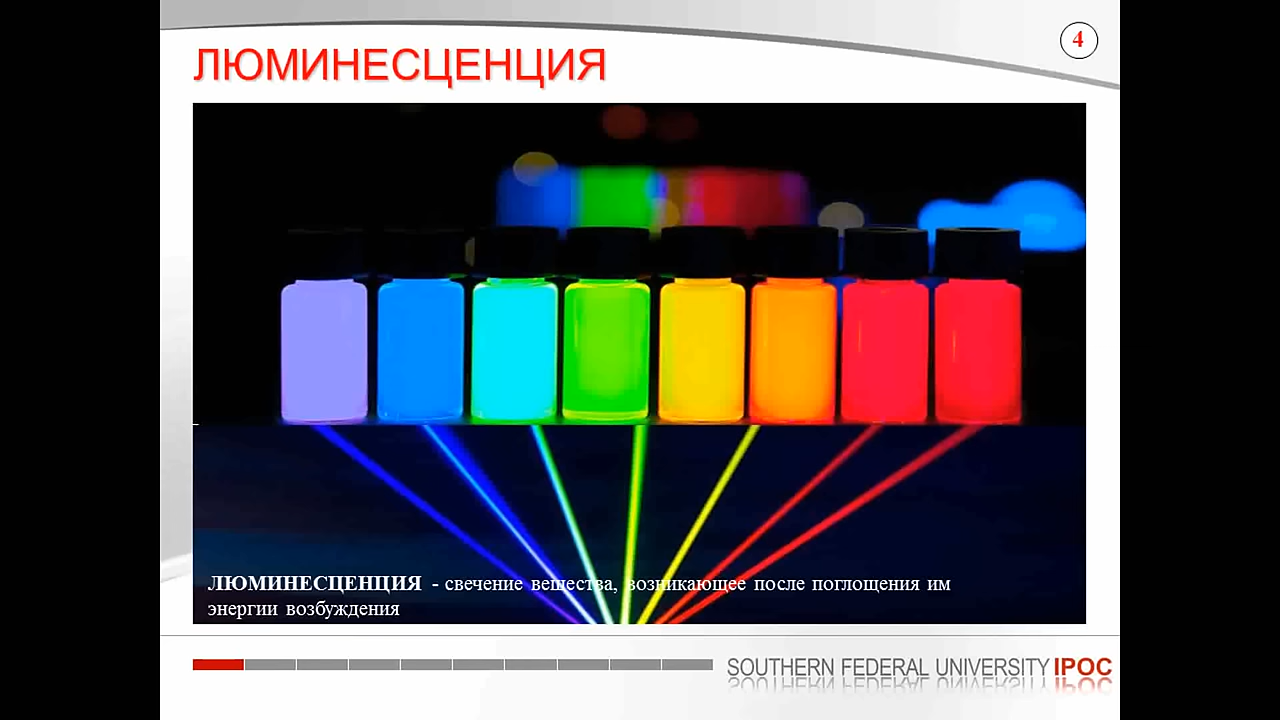 4
ЛЮМИНЕСЦЕНЦИЯ
ЛЮМИНЕСЦЕНЦИЯ - свечение вещества, возникающее после поглощения им
энергии возбуждения
SOUTHERN FEDERAL UNIVERSITY IPOC